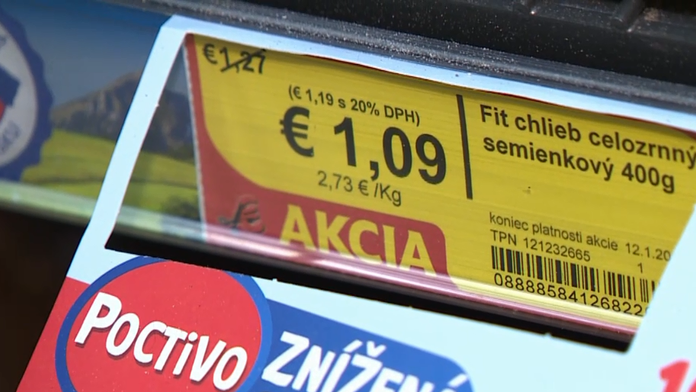 €1,27
(€ 1,19 s 20% DPH)
€ 1,09
2,73 €/Kg
AKCIA
Fit chlieb celozrnný
semienkový 400g
koniec platnosti akcie 12.1.20
TPN 121232665 1
08888584126822
POCTIVO
ZNÍŽENÁ